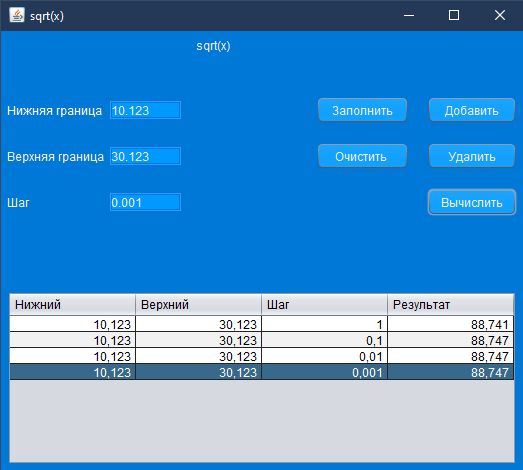 sqrt(x)
sqrt(x)
Нижняя граница 10.123 Заполнить Добавить
Верхняя граница 30.123 Очистить Удалить
Шаг 0.001 Вычислить
Нижний Верхний Шаг Результат
10,123 30,123 1 88,741
10,123 30,123 0,1 88,747
10,123 30,123 0,01 88,747
10,123 30,123 0,001 88,747